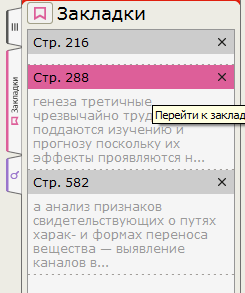 Закладки
Стр. 216 ×
Стр. 288 ×
генеза третичные
чрезвычайно труд
Перейти к заклад
поддаются изучению и
прогнозу поскольку их
эффекты проявляются н...
Стр. 582 ×
а анализ признаков
свидетельствующих о путях
харак- и формах переноса
вещества — выявление
каналов в...
Закладки